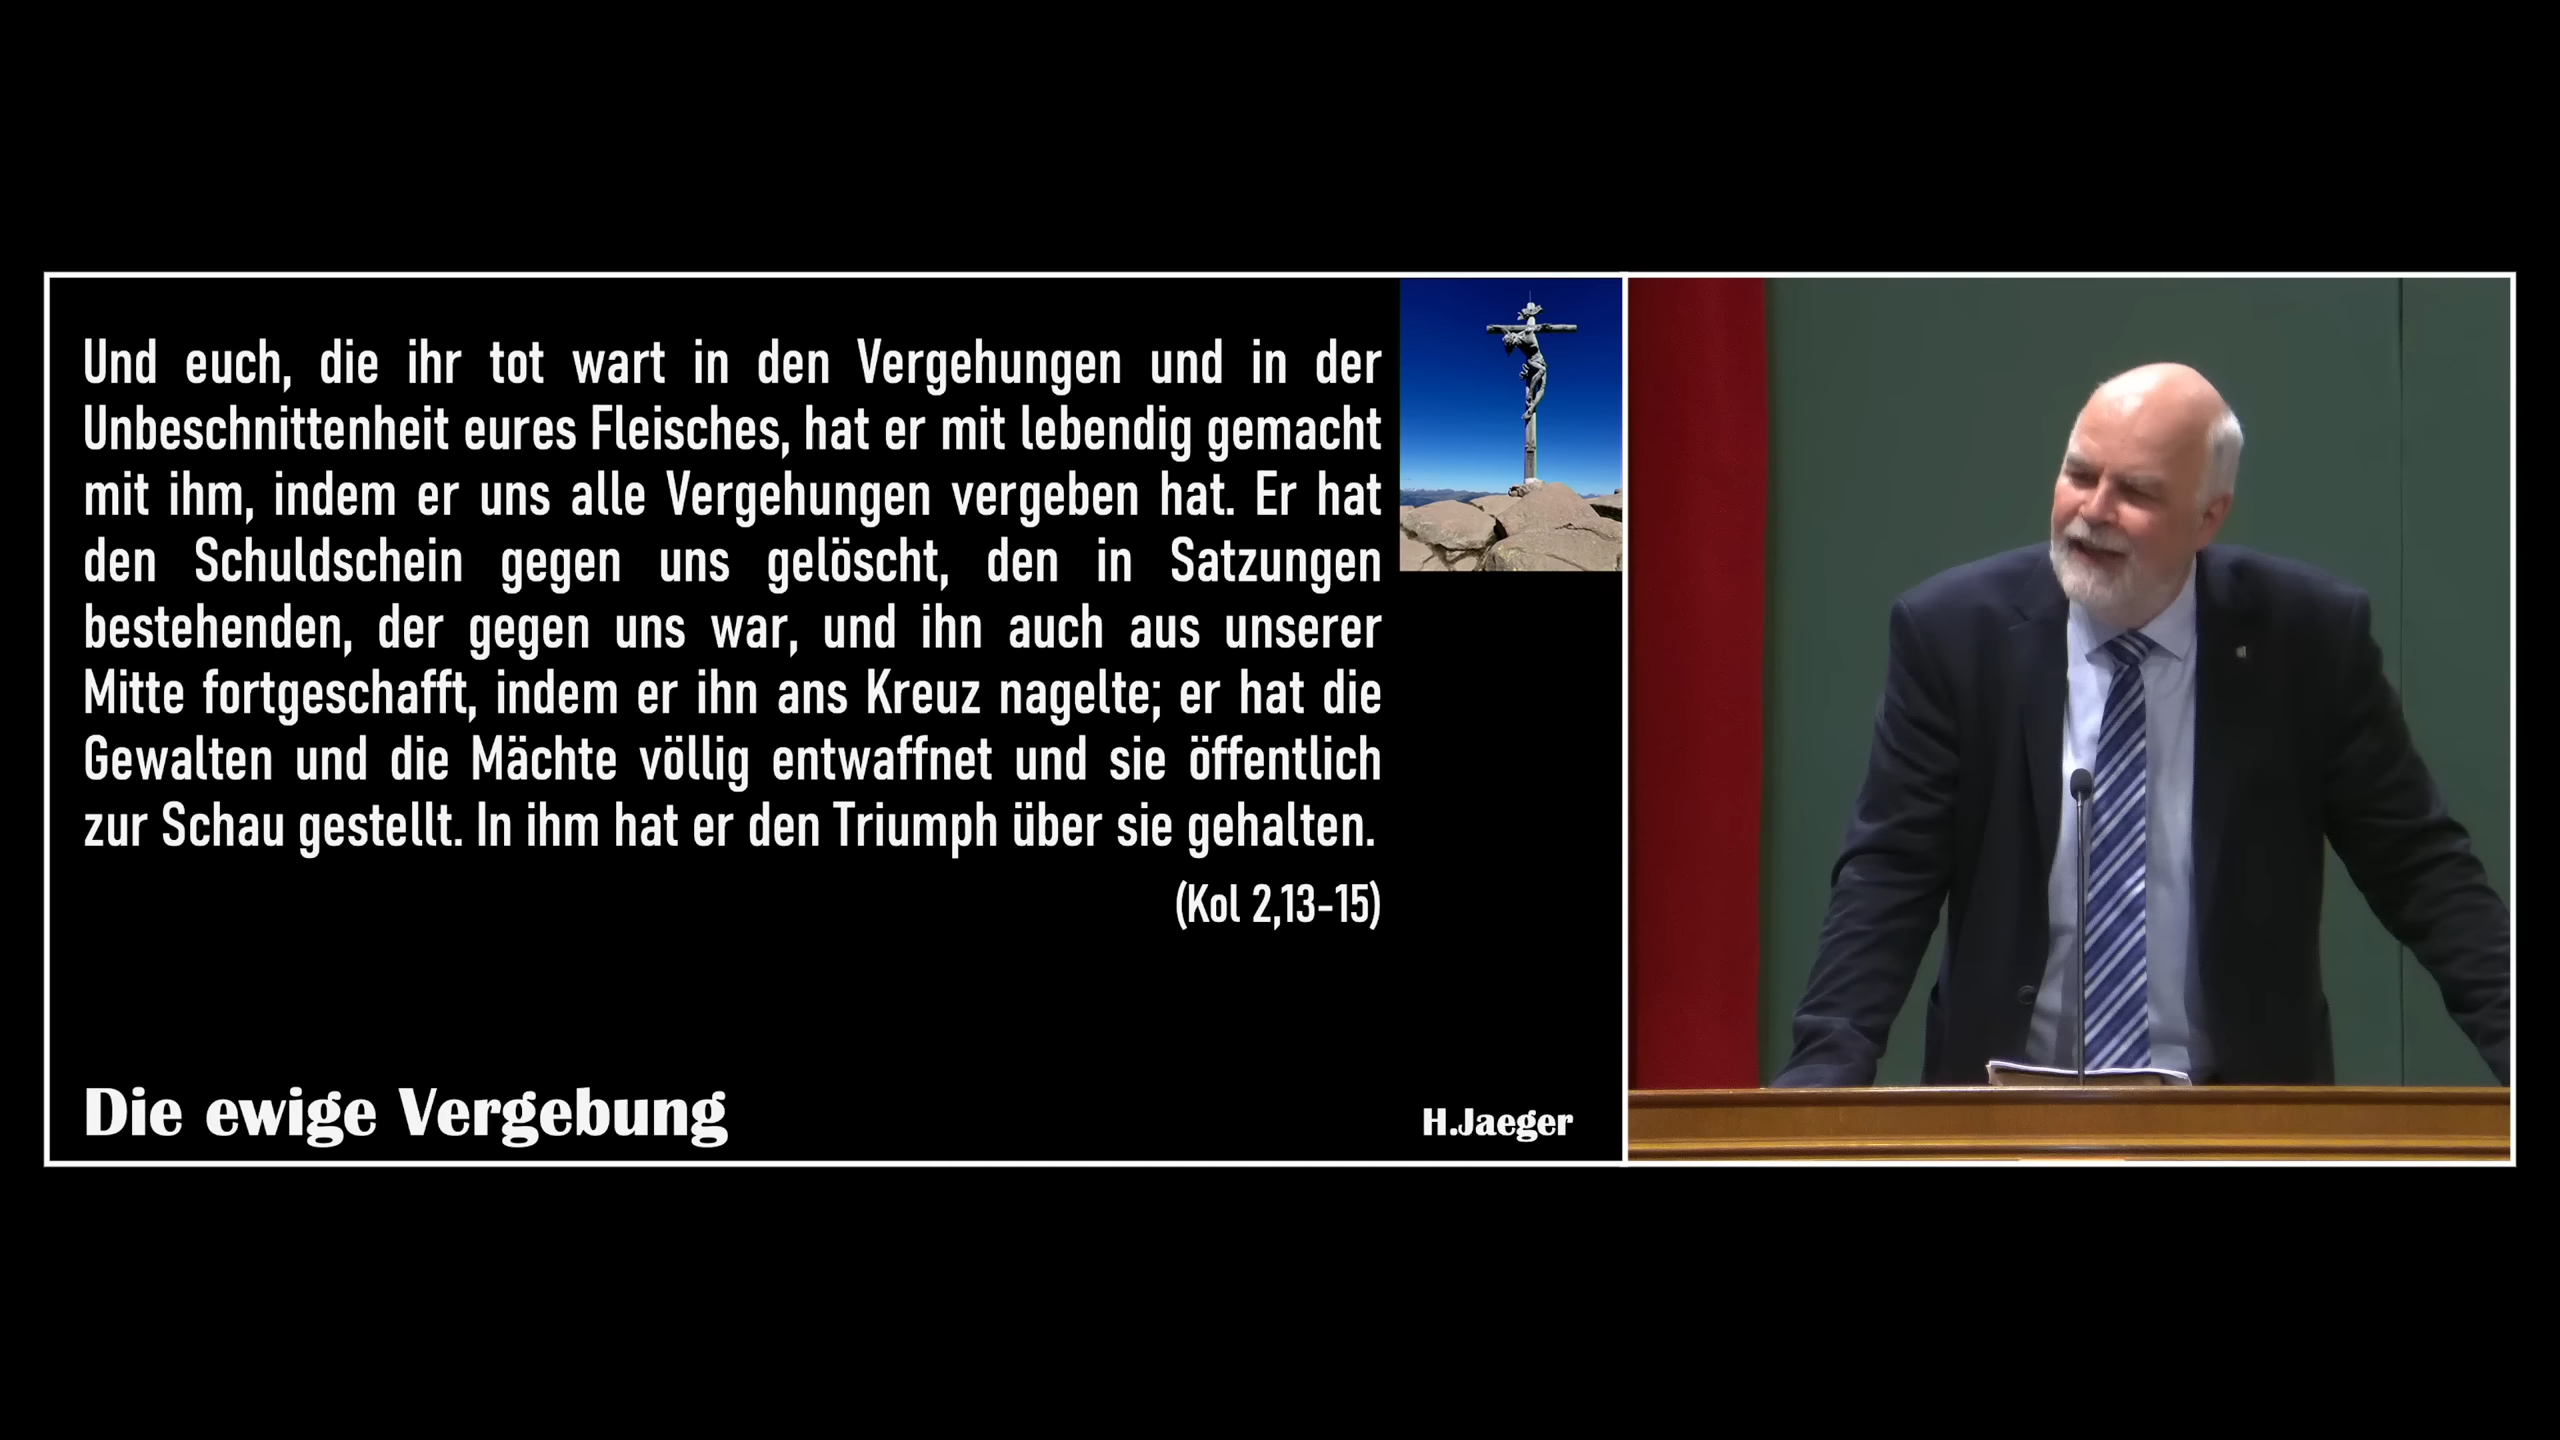 Und euch, die ihr tot wart in den Vergehungen und in der
Unbeschnittenheit eures Fleisches, hat er mit lebendig gemacht
mit ihm, indem er uns alle Vergehungen vergeben hat. Er hat
den Schuldschein gegen uns gelöscht, den in Satzungen
bestehenden, der gegen uns war, und ihn auch aus unserer
Mitte fortgeschafft, indem er ihn ans Kreuz nagelte; er hat die
Gewalten und die Mächte völlig entwaffnet und sie öffentlich
zur Schau gestellt. In ihm hat er den Triumph über sie gehalten.
(Kol 2,13-15)
Die ewige Vergebung
H.Jaeger